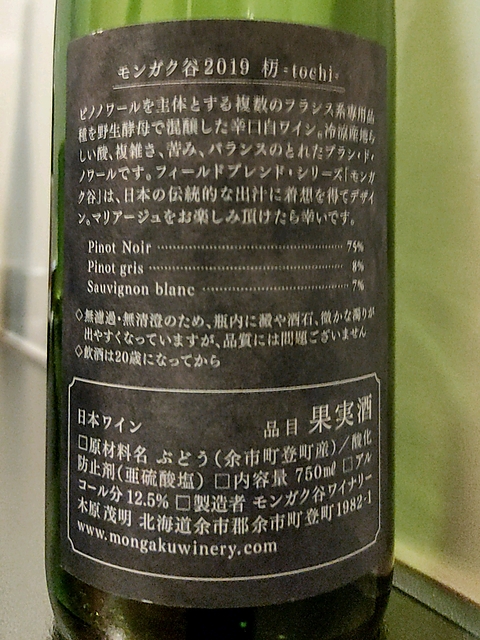 モンガク谷2019 栃 -tochi-
ピノノワールを主体とする複数のフランス系専用品
種を野生酵母で混醸した辛口白ワイン。冷涼産地ら
しい酸、複雑さ、苦み、バランスのとれたブラン・ド・
ノワールです。フィールドブレンド・シリーズ「モンガ
ク谷」は、日本の伝統的な出汁に着想を得てデザイ
ン。マリアージュをお楽しみ頂けたら幸いです。
Pinot Noir 75%
Pinot gris 8%
Sauvignon blanc 7%
◇無濾過・無清澄のため、瓶内に澱や酒石、微かな濁りが
出やすくなっていますが、品質には問題ございません
◇飲酒は20歳になってから
日本ワイン 品目 果実酒
□原材料名 ぶどう(余市町登町産)/酸化
防止剤(亜硫酸塩) □内容量 750㎖ □アル
コール分 12.5% □製造者 モンガク谷ワイナリー
木原茂明 北海道余市郡余市町登町1982-1
www.mongakuwinery.com